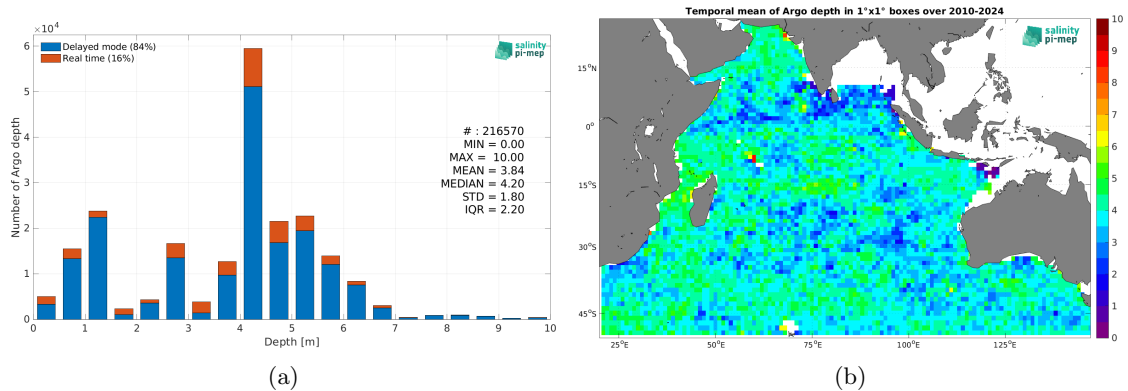 ×10⁴
Delayed mode (84%)
Real time (16%)
salinity
pi-mep
6
5
4
3
2
1
0
Number of Argo depth
# : 216570
MIN = 0.00
MAX = 10.00
MEAN = 3.84
MEDIAN = 4.20
STD = 1.80
IQR = 2.20
0 1 2 3 4 5 6 7 8 9 10
Depth [m]
(a)
Temporal mean of Argo depth in 1°x1° boxes over 2010-2024
salinity
pi-mep
15°N
0°
15°S
30°S
45°S
25°E 50°E 75°E 100°E 125°E
10
9
8
7
6
5
4
3
2
1
0
(b)